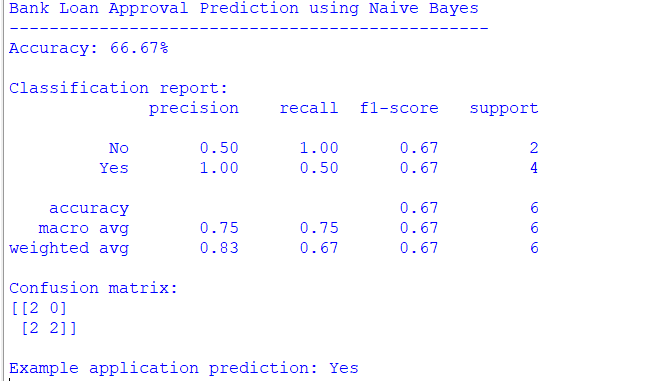 Bank Loan Approval Prediction using Naive Bayes
------------------------------------------------
Accuracy: 66.67%
Classification report:
precision recall f1-score support
No 0.50 1.00 0.67 2
Yes 1.00 0.50 0.67 4
accuracy 0.67 6
macro avg 0.75 0.75 0.67 6
weighted avg 0.83 0.67 0.67 6
Confusion matrix:
[[2 0]
[2 2]]
Example application prediction: Yes